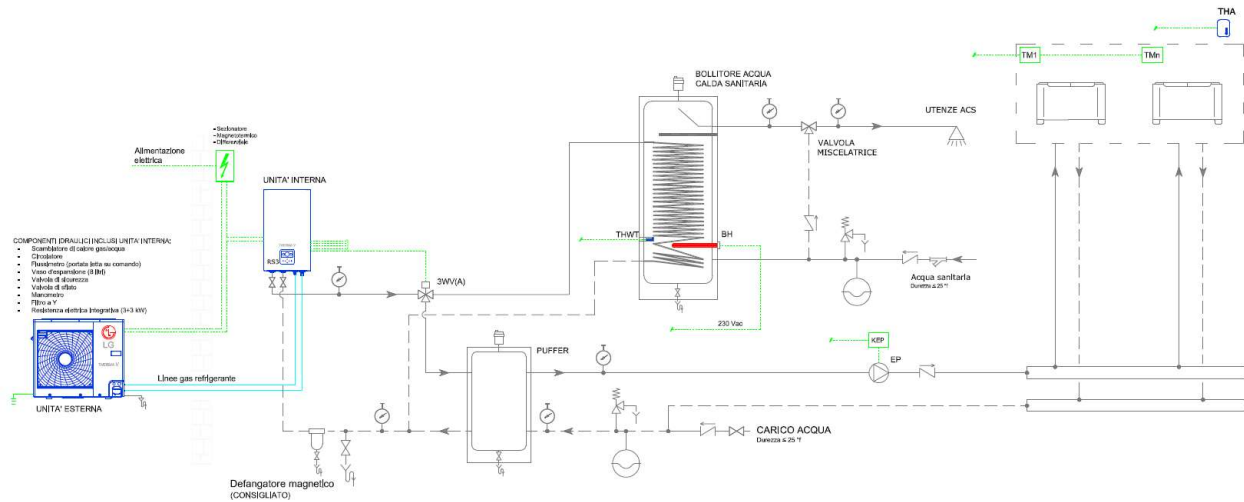 THA
TM1
TMn
BOLLITORE ACQUA
CALDA SANITARIA
UTENZE ACS
VALVOLA
MISCELATRICE
- Sezionatore
- Magnetotermico
- Differenziale
Alimentazione
elettrica
UNITA' INTERNA
COMPONENTI IDRAULICI INCLUSI UNITA' INTERNA:
Scambiatore di calore gas/acqua
Circolatore
Flussimetro (portata letta su comando)
Vaso d'espansione (8 litri)
Valvola di sicurezza
Valvola di sfiato
Manometro
Filtro a Y
Resistenza elettrica integrativa (3+3 kW)
THWT
BH
RS3
3WV(A)
Acqua sanitaria
Durezza ≤ 25 °f
230 Vac
LG
KEP
PUFFER
EP
Linee gas refrigerante
UNITA' ESTERNA
CARICO ACQUA
Durezza ≤ 25 °f
Defangatore magnetico
(CONSIGLIATO)